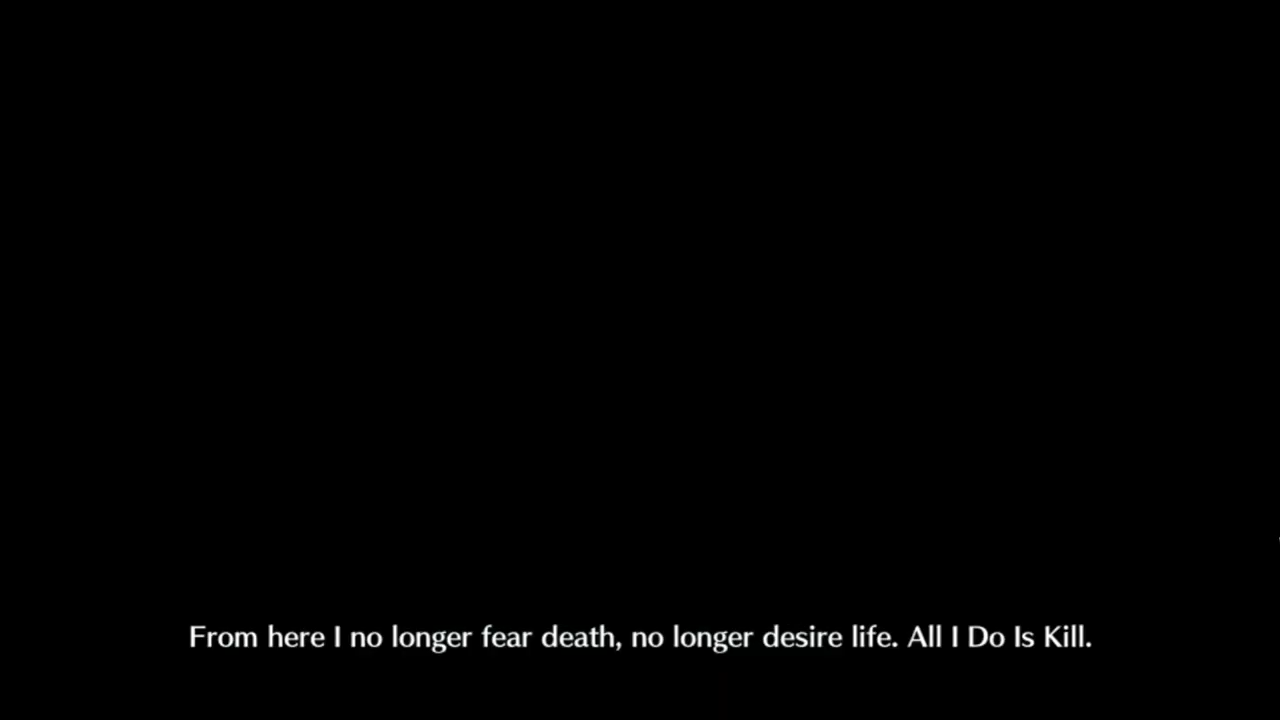 From here I no longer fear death, no longer desire life. All I Do Is Kill.